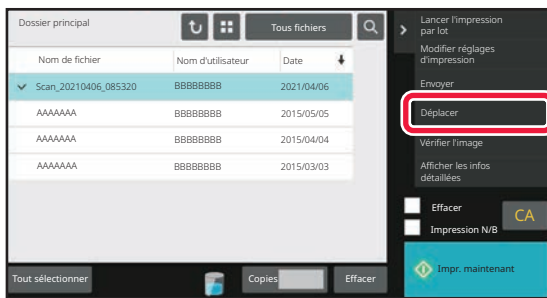 Dossier principal
Tous fichiers
Nom de fichier
Nom d'utilisateur
Date
Scan_20210406_085320
BBBBBBBB
2021/04/06
AAAAAAA
BBBBBBBB
2015/05/05
AAAAAAA
BBBBBBBB
2015/04/04
AAAAAAA
BBBBBBBB
2015/03/03
Tout sélectionner
Copies
Effacer
Lancer l'impression
par lot
Modifier réglages
d'impression
Envoyer
Déplacer
Vérifier l'image
Afficher les infos
détaillées
Effacer
Impression N/B
CA
Impr. maintenant